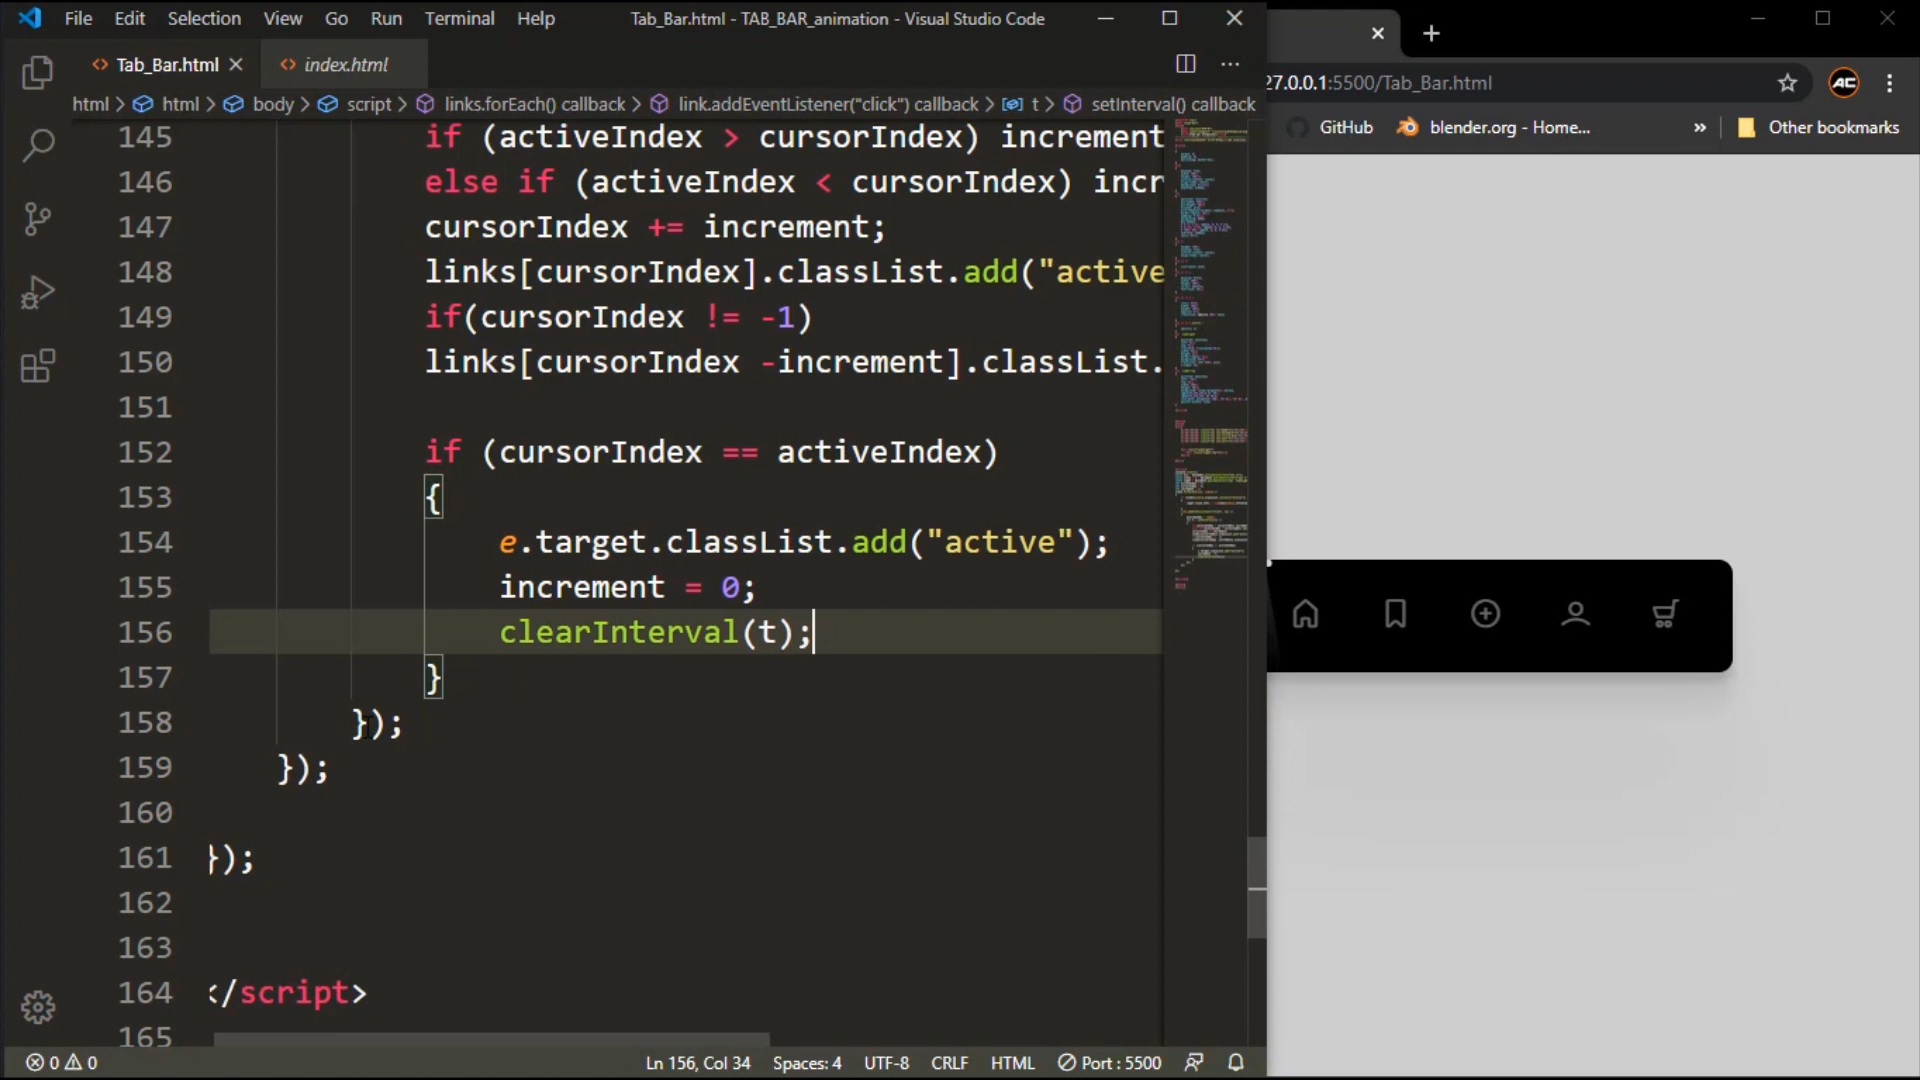 File Edit Selection View Go Run Terminal Help Tab_Bar.html - TAB_BAR_animation - Visual Studio Code
Tab_Bar.html index.html
html > html > body > script > links.forEach() callback > link.addEventListener("click") callback > t > setInterval() callback
145 if (activeIndex > cursorIndex) increment
146 else if (activeIndex < cursorIndex) incr
147 cursorIndex += increment;
148 links[cursorIndex].classList.add("active
149 if(cursorIndex != -1)
150 links[cursorIndex -increment].classList.
151
152 if (cursorIndex == activeIndex)
153 {
154 e.target.classList.add("active");
155 increment = 0;
156 clearInterval(t);
157 }
158 });
159 });
160
161 });
162
163
164 </script>
165
0 0 Ln 156, Col 34 Spaces: 4 UTF-8 CRLF HTML Port : 5500
27.0.0.1:5500/Tab_Bar.html AC
GitHub blender.org - Home... » Other bookmarks